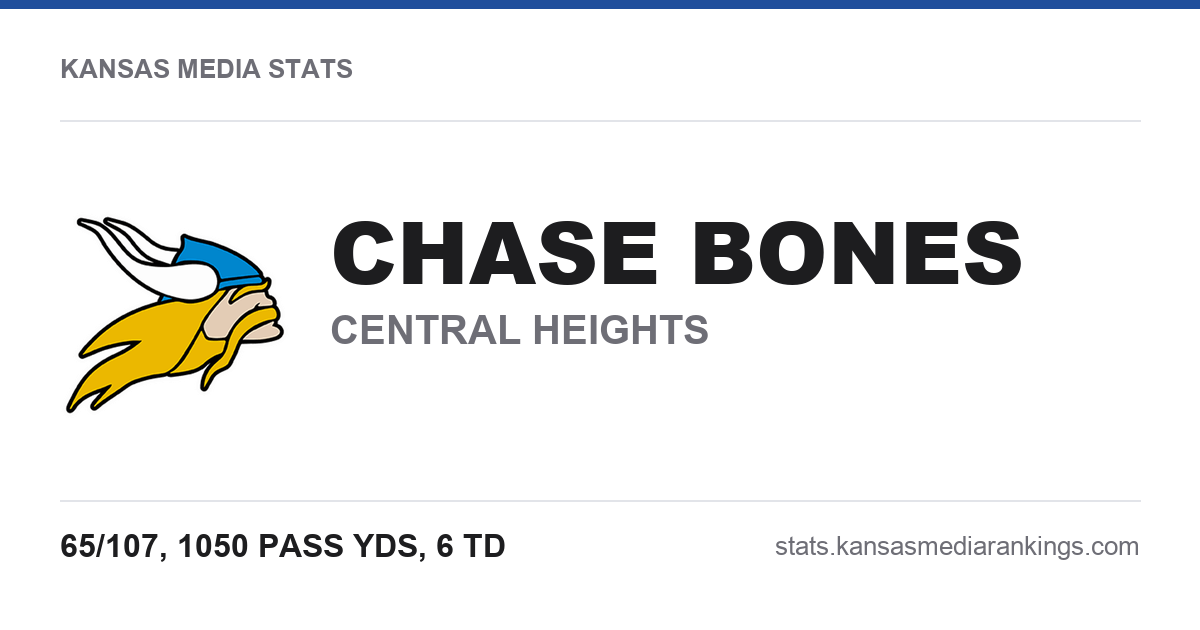 KANSAS MEDIA STATS
CHASE BONES
CENTRAL HEIGHTS
65/107, 1050 PASS YDS, 6 TD
stats.kansasmediarankings.com